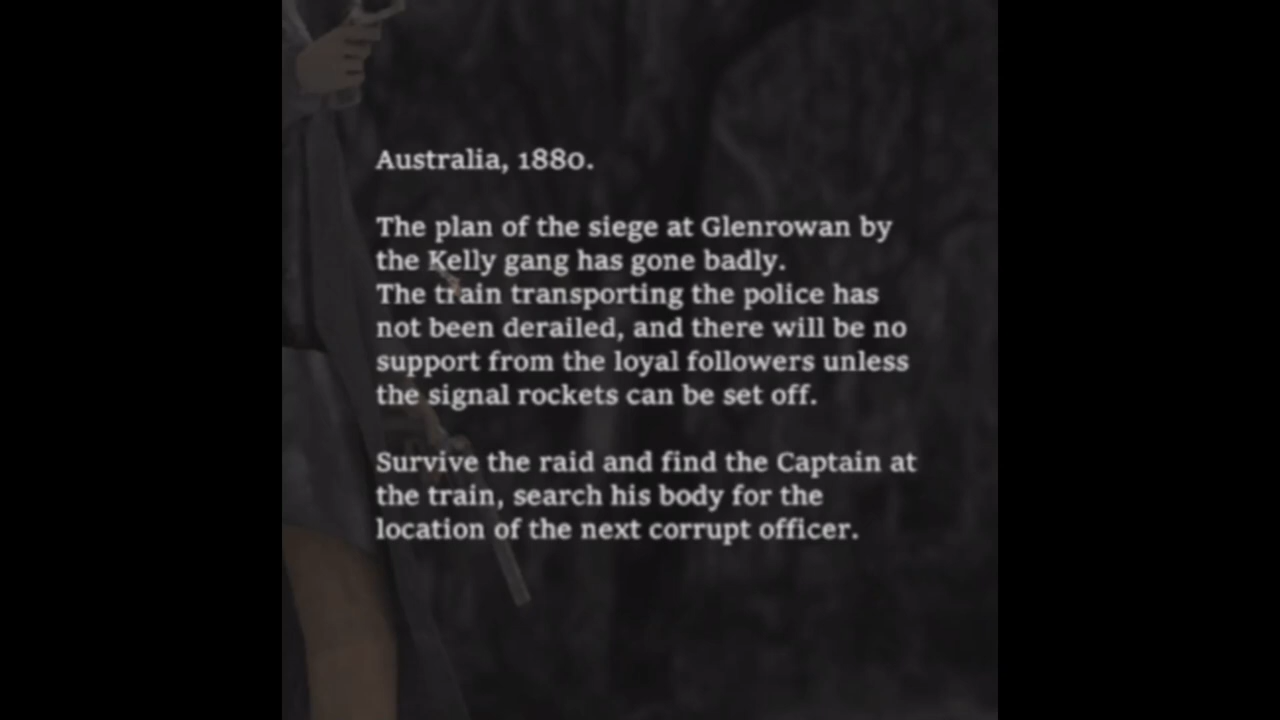 Australia, 1880.
The plan of the siege at Glenrowan by
the Kelly gang has gone badly.
The train transporting the police has
not been derailed, and there will be no
support from the loyal followers unless
the signal rockets can be set off.
Survive the raid and find the Captain at
the train, search his body for the
location of the next corrupt officer.